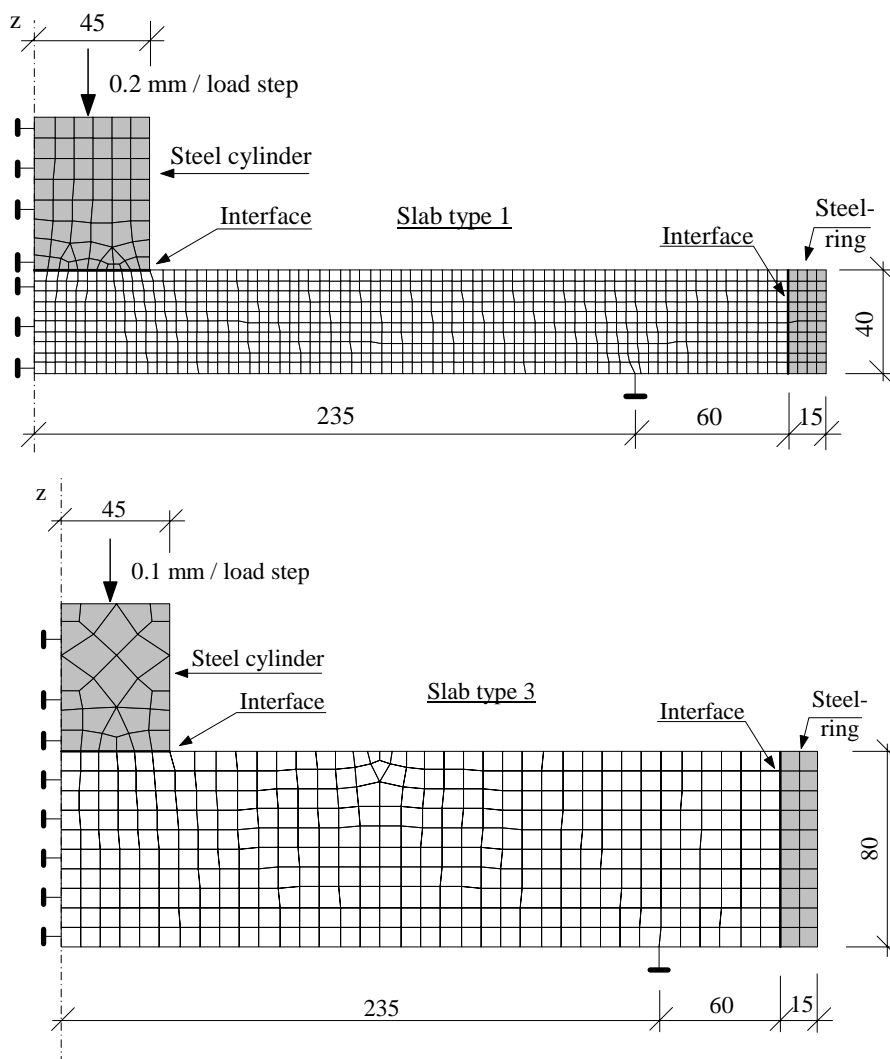 z
45
0.2 mm / load step
Steel cylinder
Interface
Slab type 1
Interface
Steel-
ring
40
235
60
15
z
45
0.1 mm / load step
Steel cylinder
Interface
Slab type 3
Interface
Steel-
ring
80
235
60
15